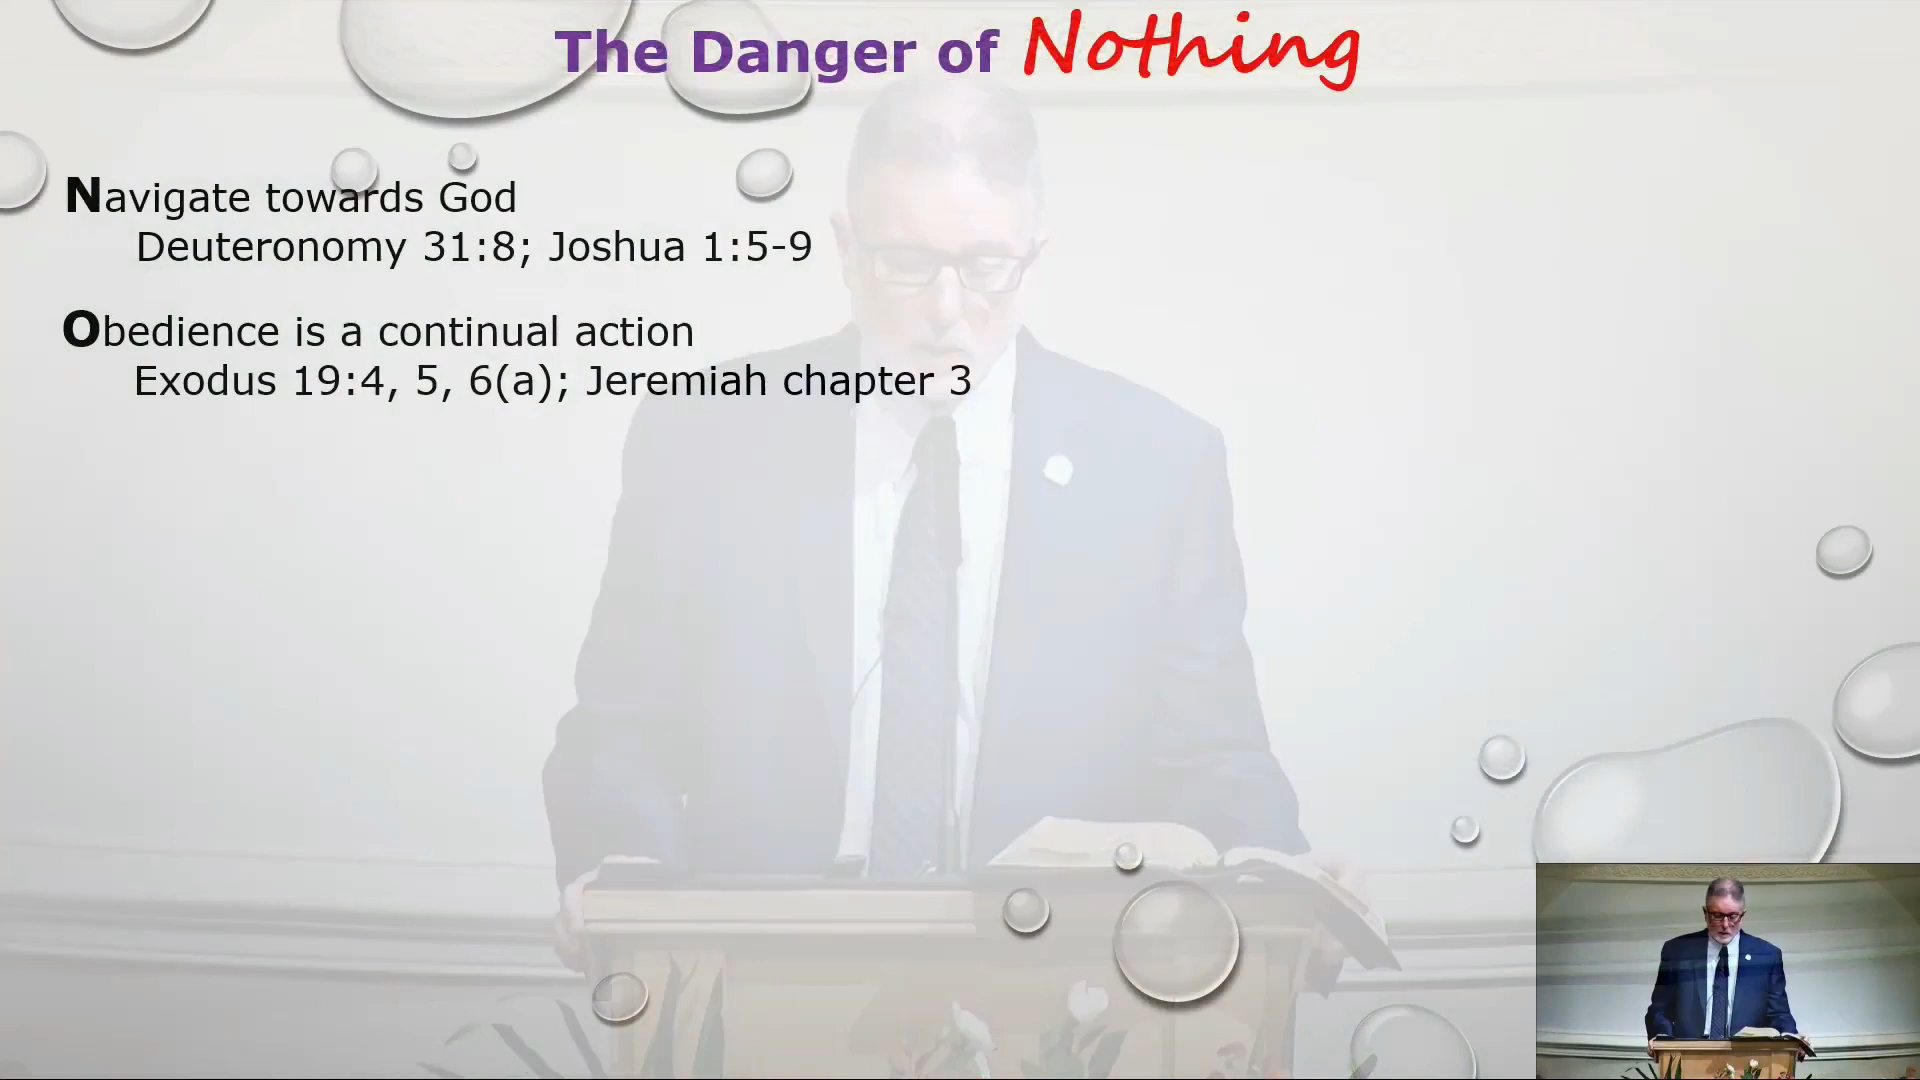 The Danger of Nothing
Navigate towards God
Deuteronomy 31:8; Joshua 1:5-9
Obedience is a continual action
Exodus 19:4, 5, 6(a); Jeremiah chapter 3